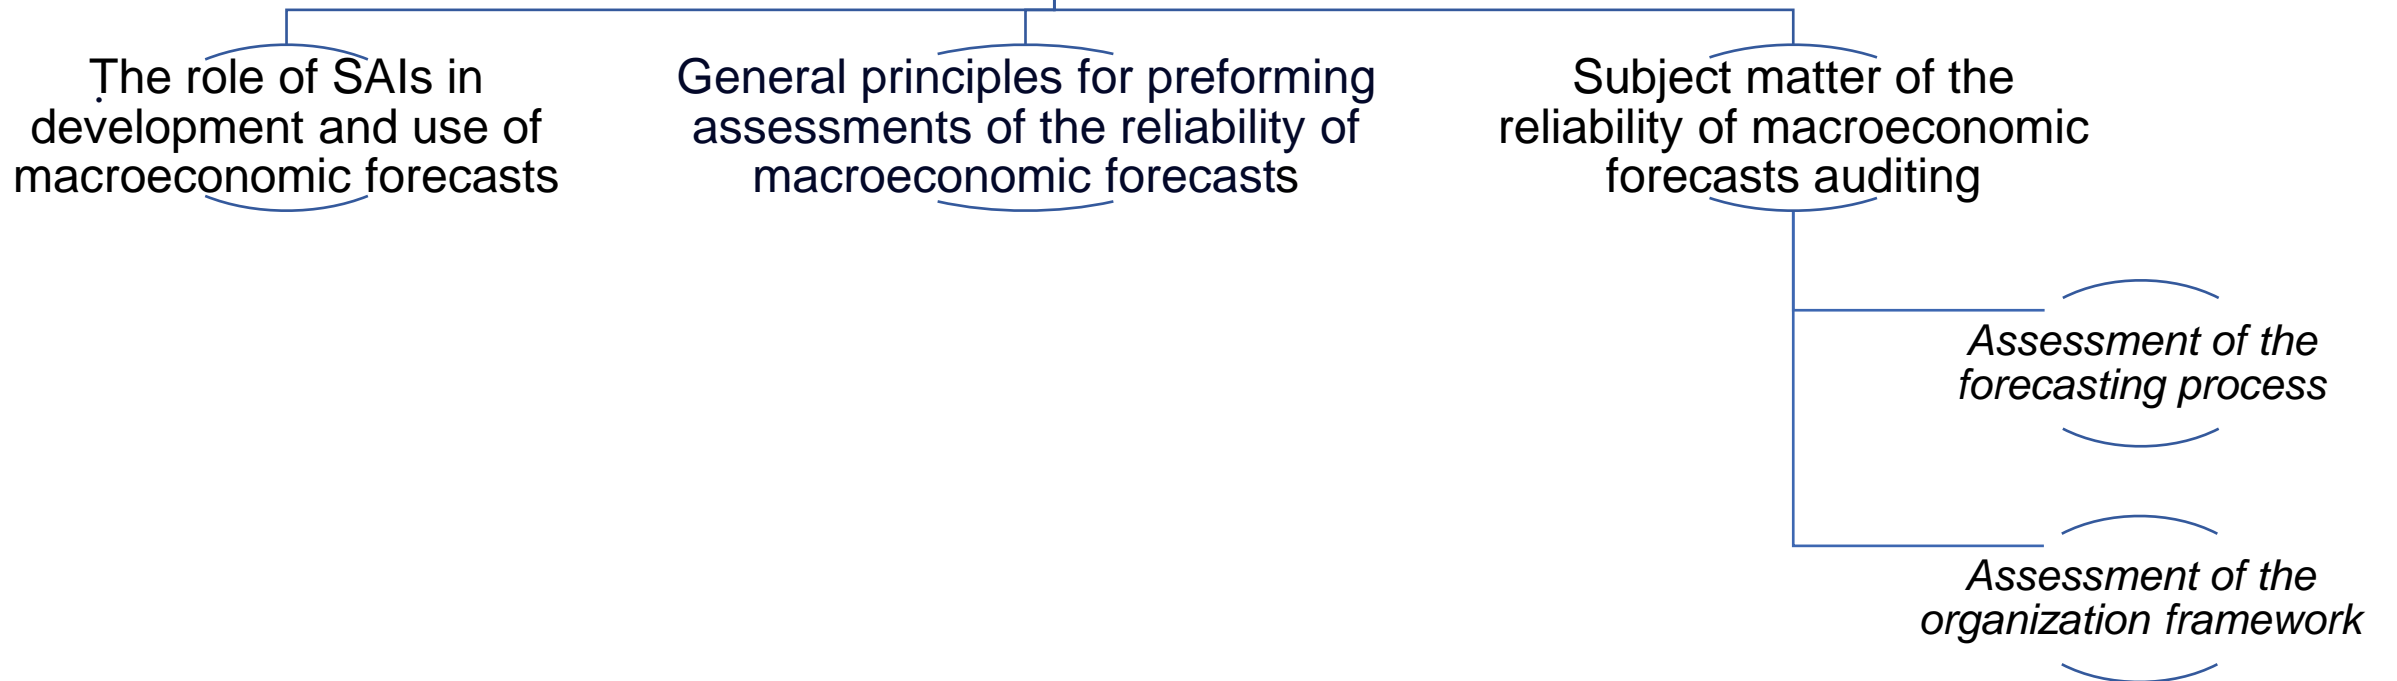 The role of SAIs in
development and use of
macroeconomic forecasts
General principles for preforming
assessments of the reliability of
macroeconomic forecasts
Subject matter of the
reliability of macroeconomic
forecasts auditing
Assessment of the
forecasting process
Assessment of the
organization framework